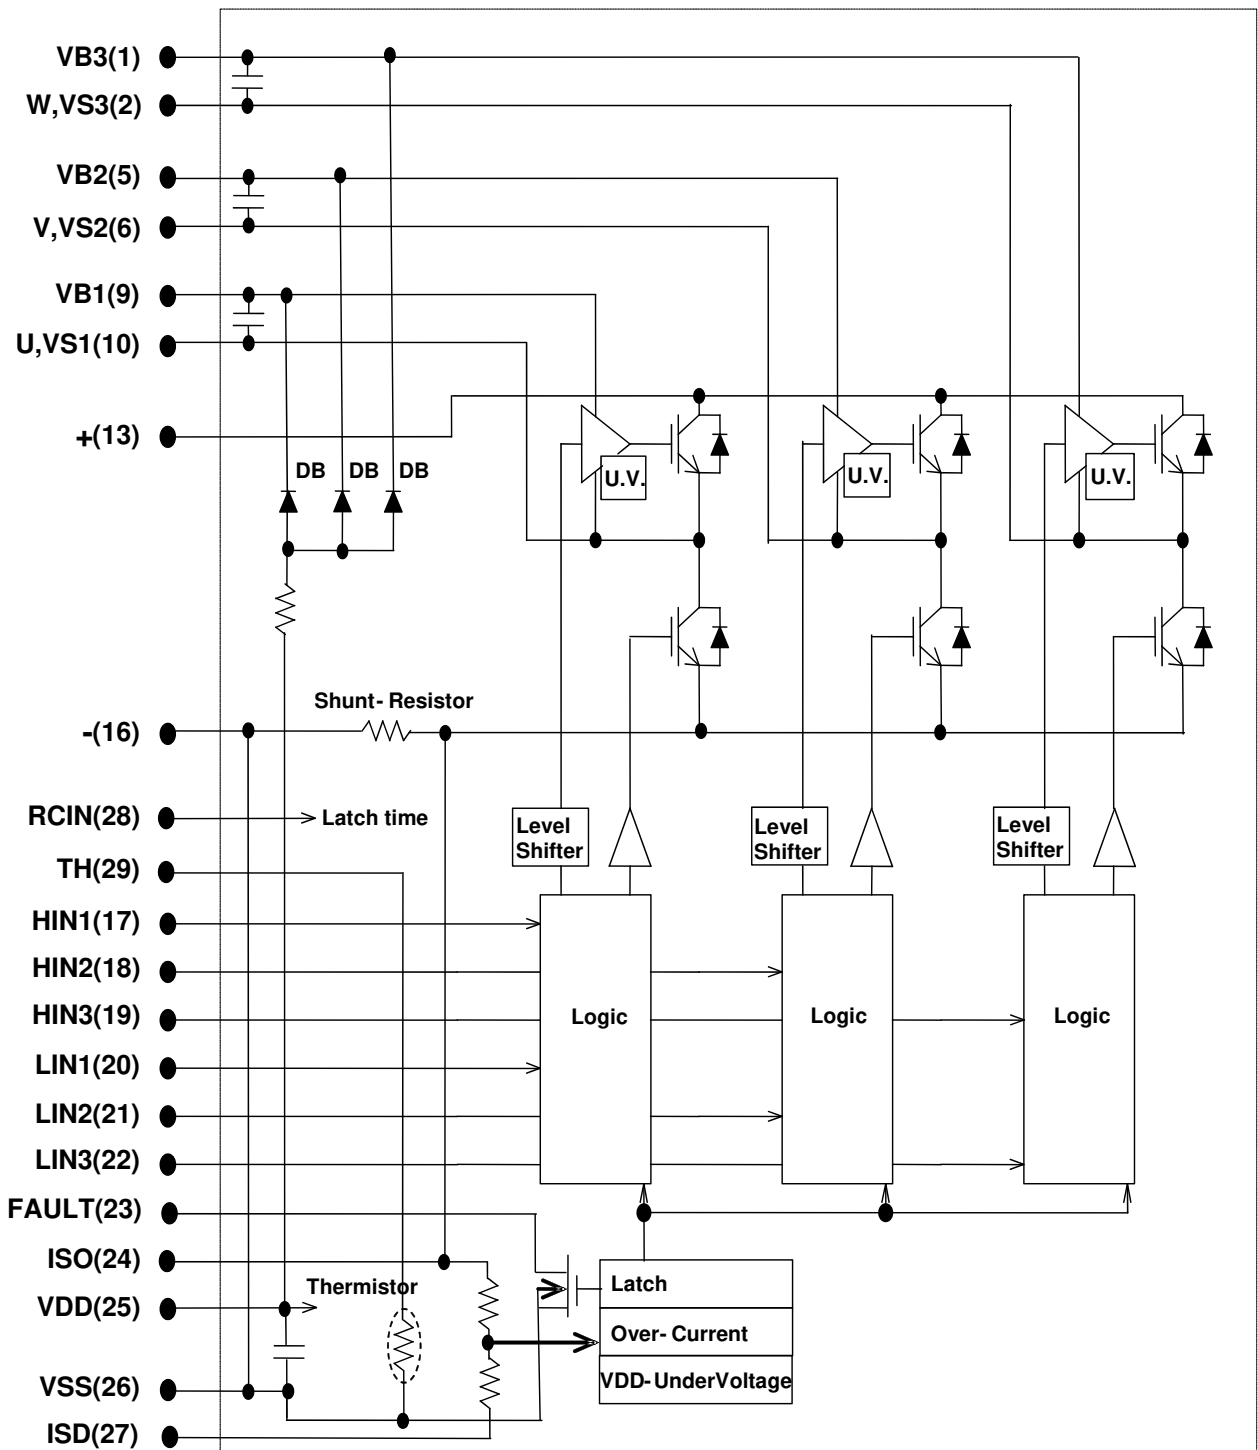 VB3(1)
W,VS3(2)
VB2(5)
V,VS2(6)
VB1(9)
U,VS1(10)
+(13)
DB DB DB
U.V. U.V. U.V.
Shunt- Resistor
-(16)
RCIN(28)
Latch time
Level
Shifter
Level
Shifter
Level
Shifter
TH(29)
HIN1(17)
HIN2(18)
HIN3(19)
Logic Logic Logic
LIN1(20)
LIN2(21)
LIN3(22)
FAULT(23)
ISO(24)
Thermistor
Latch
VDD(25)
Over- Current
VDD- UnderVoltage
VSS(26)
ISD(27)